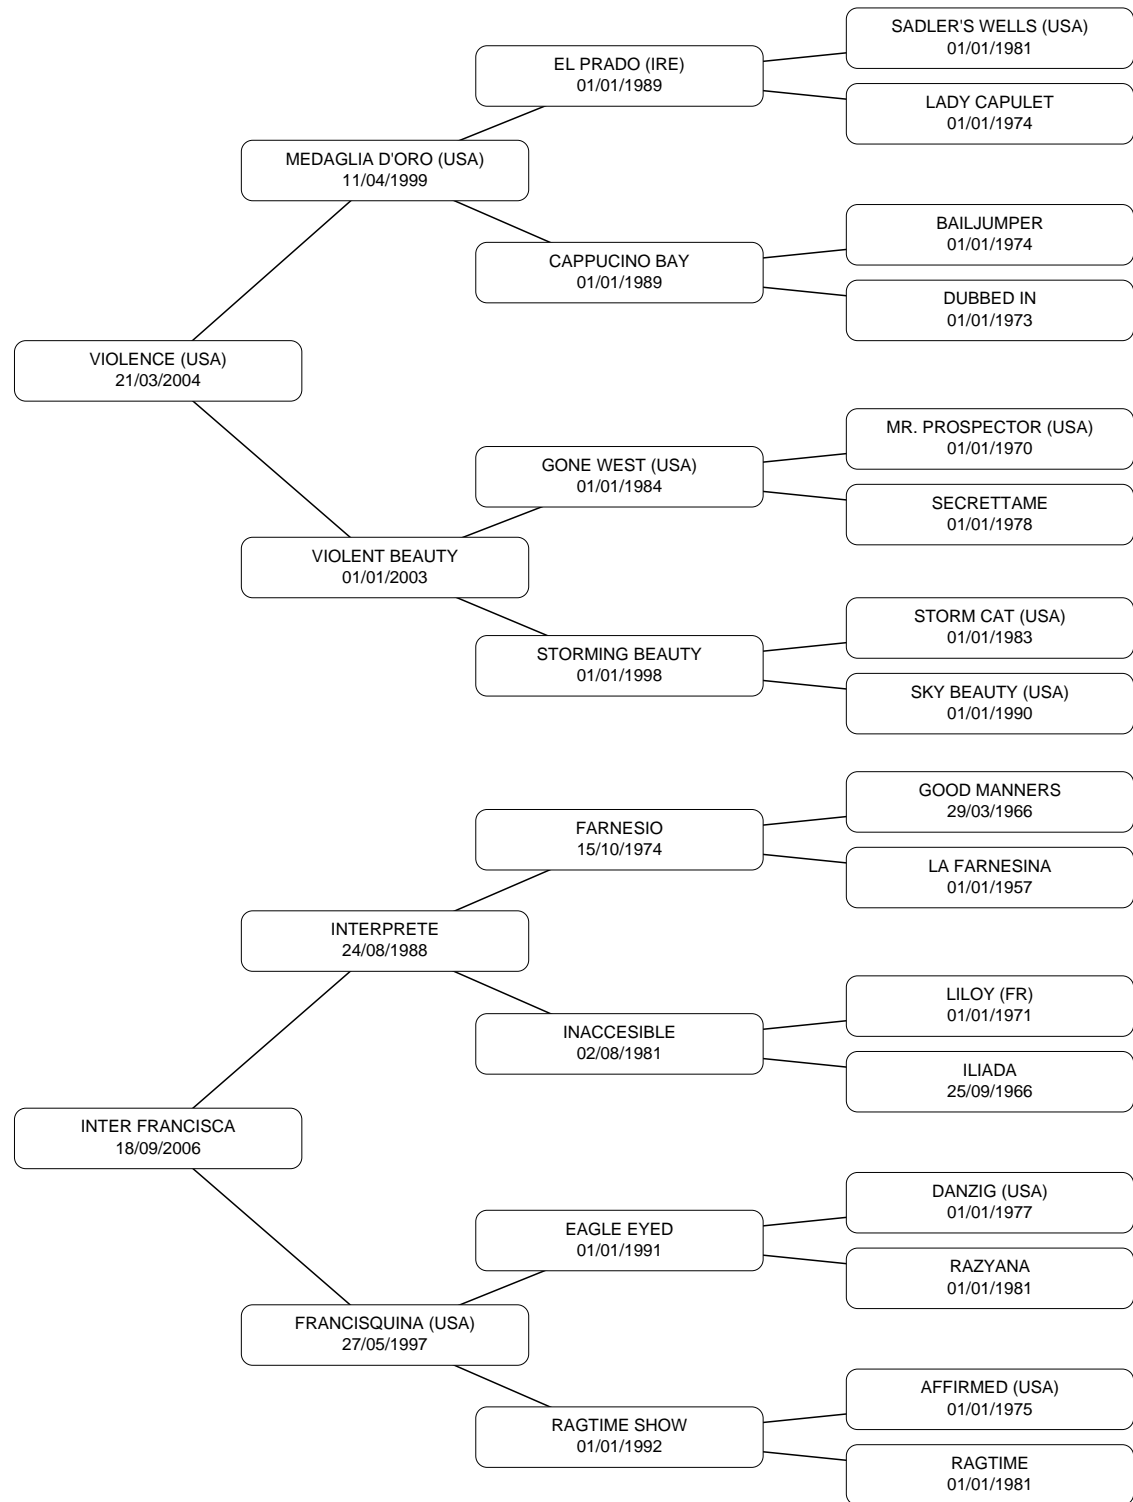 SADLER'S WELLS (USA)
01/01/1981
EL PRADO (IRE)
01/01/1989
LADY CAPULET
01/01/1974
MEDAGLIA D'ORO (USA)
11/04/1999
BAILJUMPER
01/01/1974
CAPPUCINO BAY
01/01/1989
DUBBED IN
01/01/1973
VIOLENCE (USA)
21/03/2004
MR. PROSPECTOR (USA)
01/01/1970
GONE WEST (USA)
01/01/1984
SECRETTAME
01/01/1978
VIOLENT BEAUTY
01/01/2003
STORM CAT (USA)
01/01/1983
STORMING BEAUTY
01/01/1998
SKY BEAUTY (USA)
01/01/1990
GOOD MANNERS
29/03/1966
FARNESIO
15/10/1974
LA FARNESINA
01/01/1957
INTERPRETE
24/08/1988
LILOY (FR)
01/01/1971
INACCESIBLE
02/08/1981
ILIADA
25/09/1966
INTER FRANCISCA
18/09/2006
DANZIG (USA)
01/01/1977
EAGLE EYED
01/01/1991
RAZYANA
01/01/1981
FRANCISQUINA (USA)
27/05/1997
AFFIRMED (USA)
01/01/1975
RAGTIME SHOW
01/01/1992
RAGTIME
01/01/1981